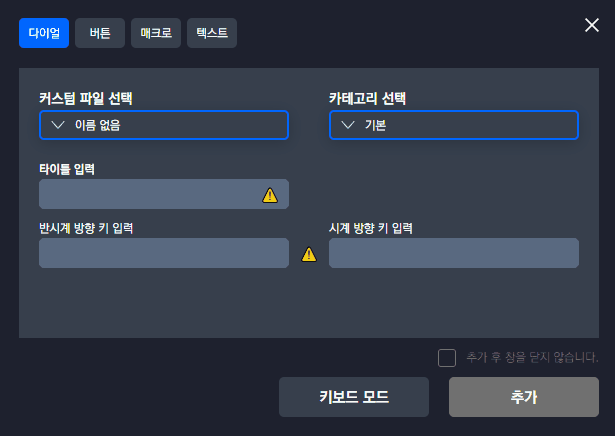 다이얼 버튼 매크로 텍스트
커스텀 파일 선택 카테고리 선택
이름 없음 기본
타이틀 입력
반시계 방향 키 입력 시계 방향 키 입력
추가 후 창을 닫지 않습니다.
키보드 모드 추가